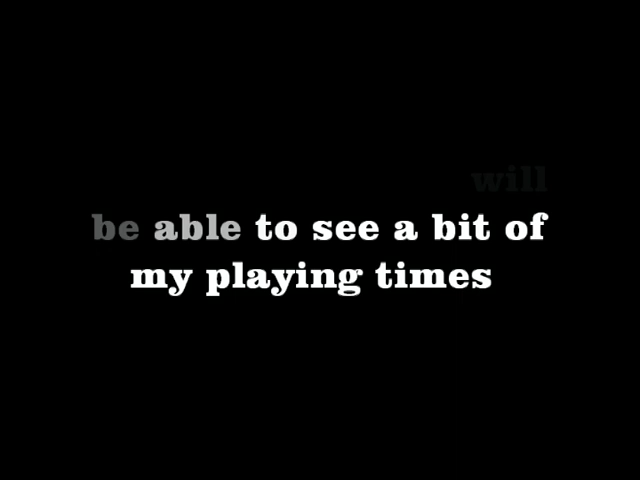 will
be able to see a bit of
my playing times